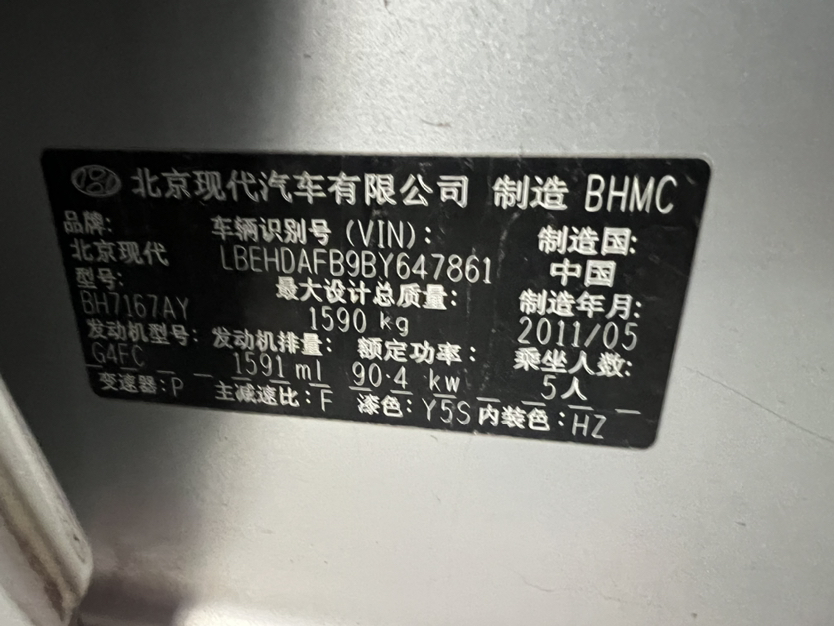 北京现代汽车有限公司 制造 BHMC
品牌: 车辆识别号 (VIN): 制造国:
北京现代 LBEHDAFB9BY647861 中国
型号: 最大设计总质量: 制造年月:
BH7167AY 1590 kg 2011/05
发动机型号: 发动机排量: 额定功率: 乘坐人数:
G4FC 1591 ml 90.4 kw 5人
变速器:P 主减速比:F 漆色:Y5S 内装色:HZ